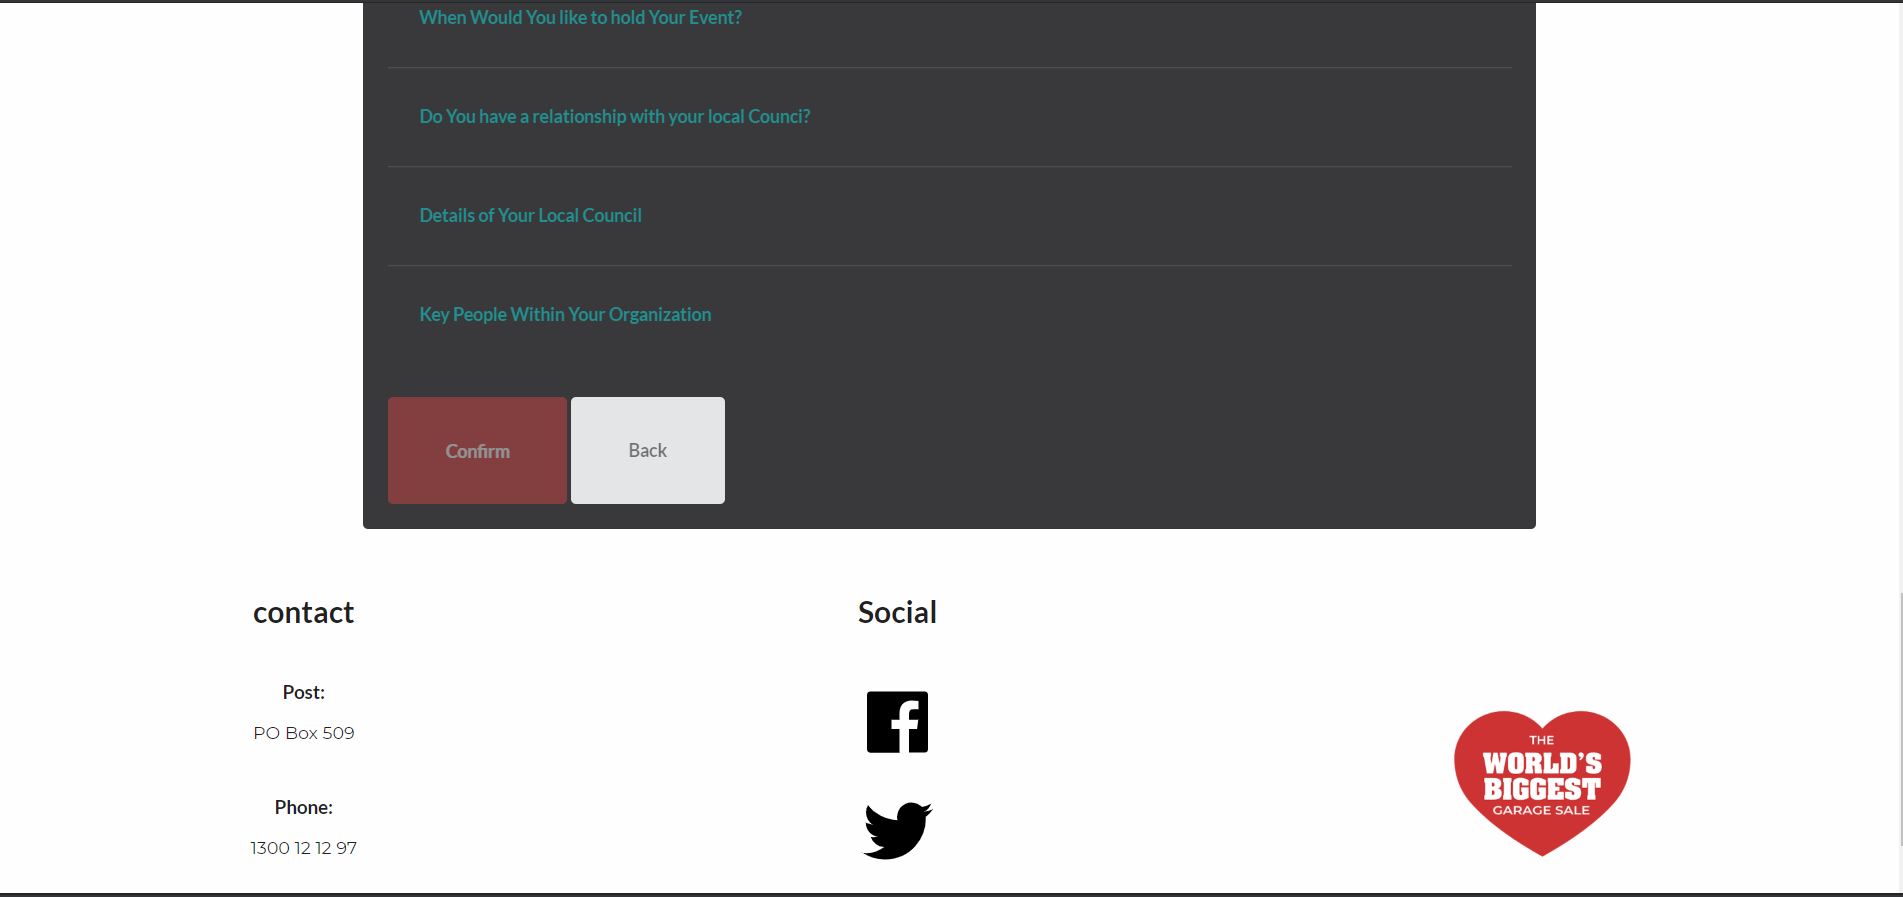 When Would You like to hold Your Event?
Do You have a relationship with your local Counci?
Details of Your Local Council
Key People Within Your Organization
Confirm
Back
contact
Post:
PO Box 509
Phone:
1300 12 12 97
Social
THE
WORLD'S
BIGGEST
GARAGE SALE